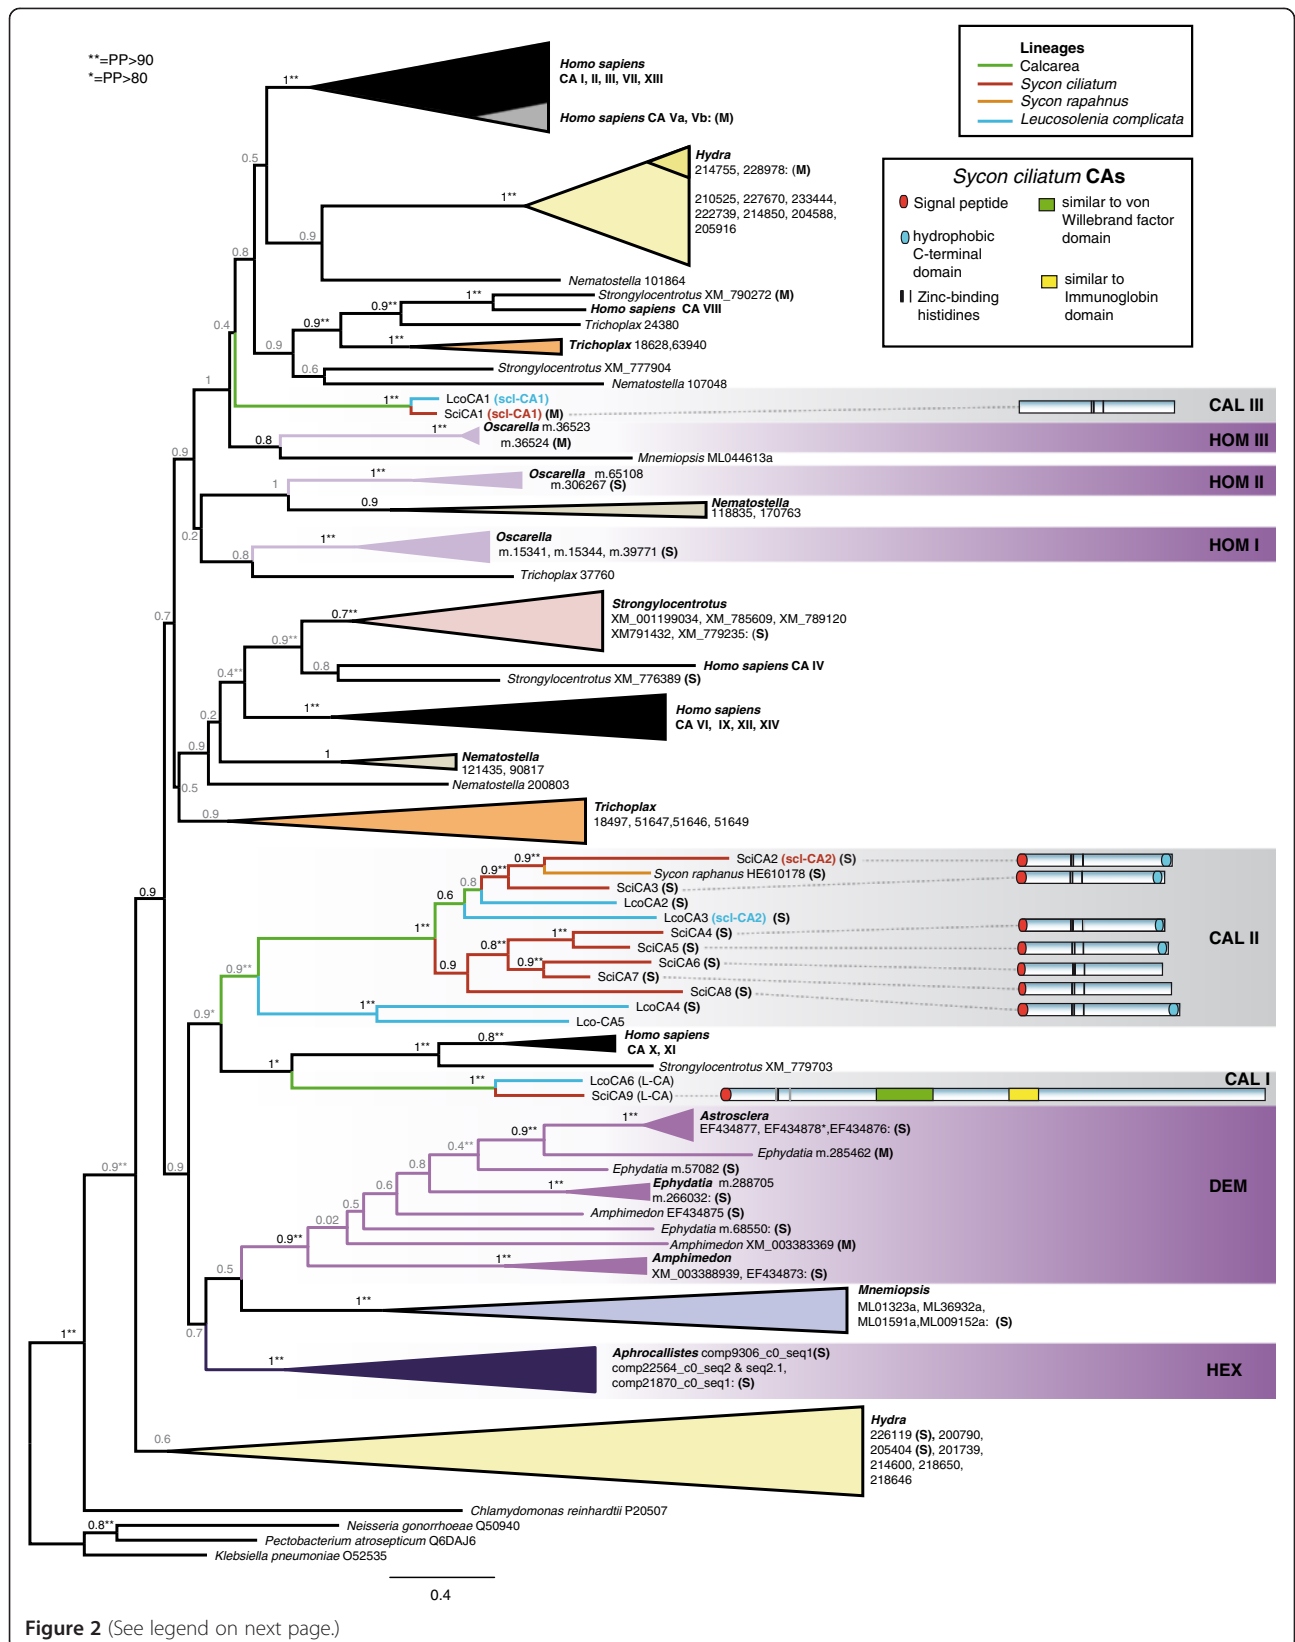 **=PP>90
*=PP>80
Lineages
Calcarea
Sycon ciliatum
Sycon rapahnus
Leucosolenia complicata
Sycon ciliatum CAs
Signal peptide
hydrophobic
C-terminal
domain
Zinc-binding
histidines
similar to von
Willebrand factor
domain
similar to
Immunoglobin
domain
1**
Homo sapiens
CA I, II, III, VII, XIII
Homo sapiens CA Va, Vb: (M)
0.5
Hydra
214755, 228978: (M)
1**
210525, 227670, 233444,
222739, 214850, 204588,
205916
0.9
0.8
Nematostella 101864
1**
Strongylocentrotus XM_790272 (M)
0.9**
Homo sapiens CA VIII
0.9**
Trichoplax 24380
0.4
1**
Trichoplax 18628,63940
0.9
0.6
Strongylocentrotus XM_777904
1
Nematostella 107048
1**
LcoCA1 (scl-CA1)
SciCA1 (scl-CA1) (M)
CAL III
1**
Oscarella m.36523
m.36524 (M)
0.8
HOM III
0.9
Mnemiopsis ML044613a
1**
Oscarella m.65108
m.306267 (S)
1
HOM II
0.9
Nematostella
118835, 170763
0.2
1**
Oscarella
m.15341, m.15344, m.39771 (S)
0.8
HOM I
Trichoplax 37760
0.7
0.7**
Strongylocentrotus
XM_001199034, XM_785609, XM_789120
XM791432, XM_779235: (S)
0.9**
0.8
Homo sapiens CA IV
Strongylocentrotus XM_776389 (S)
0.4**
1**
Homo sapiens
CA VI, IX, XII, XIV
0.2
0.9
1
Nematostella
121435, 90817
Nematostella 200803
0.5
0.9
Trichoplax
18497, 51647,51646, 51649
0.9
0.9**
SciCA2 (scl-CA2) (S)
0.9**
Sycon raphanus HE610178 (S)
0.8
SciCA3 (S)
0.6
LcoCA2 (S)
LcoCA3 (scl-CA2) (S)
1**
1**
SciCA4 (S)
0.8**
SciCA5 (S)
CAL II
0.9
0.9**
SciCA6 (S)
SciCA7 (S)
0.9**
SciCA8 (S)
1**
LcoCA4 (S)
0.9*
Lco-CA5
0.8**
Homo sapiens
CA X, XI
1**
Strongylocentrotus XM_779703
1*
1**
LcoCA6 (L-CA)
SciCA9 (L-CA)
CAL I
1**
Astrosclera
EF434877, EF434878*,EF434876: (S)
0.9**
0.4**
Ephydatia m.285462 (M)
0.8
Ephydatia m.57082 (S)
0.9**
0.9
1**
Ephydatia m.288705
m.266032: (S)
0.6
DEM
0.5
Amphimedon EF434875 (S)
0.02
Ephydatia m.68550: (S)
0.9**
Amphimedon XM_003383369 (M)
1**
Amphimedon
XM_003388939, EF434873: (S)
0.5
1**
Mnemiopsis
ML01323a, ML36932a,
ML01591a,ML009152a: (S)
0.7
1**
1**
Aphrocallistes comp9306_c0_seq1(S)
comp22564_c0_seq2 & seq2.1,
comp21870_c0_seq1: (S)
HEX
0.6
Hydra
226119 (S), 200790,
205404 (S), 201739,
214600, 218650,
218646
Chlamydomonas reinhardtii P20507
0.8**
Neisseria gonorrhoeae Q50940
Pectobacterium atrosepticum Q6DAJ6
Klebsiella pneumoniae O52535
0.4
Figure 2 (See legend on next page.)